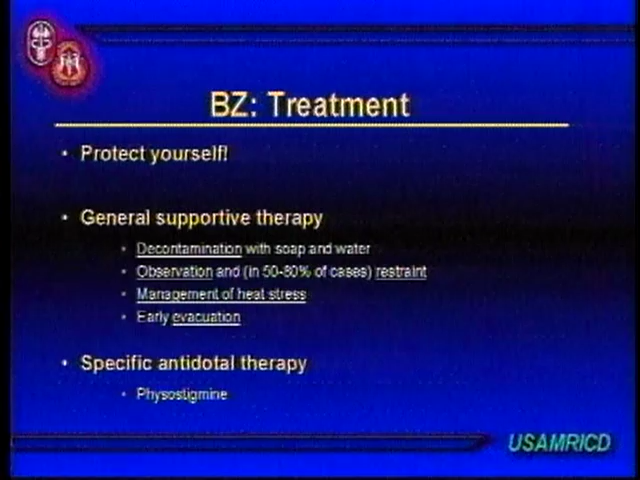 BZ: Treatment
• Protect yourself!
• General supportive therapy
• Decontamination with soap and water
• Observation and (in 50-80% of cases) restraint
• Management of heat stress
• Early evacuation
• Specific antidotal therapy
• Physostigmine
USAMRICD